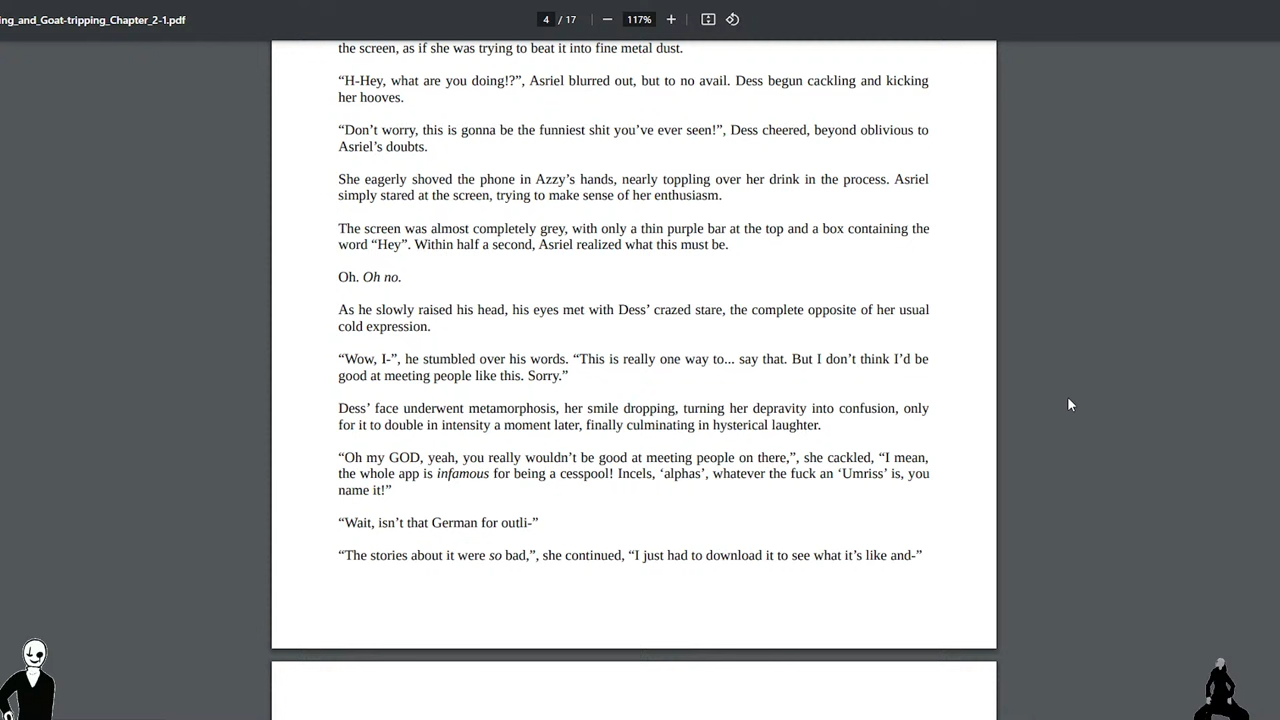 ing_and_Goat-tripping_Chapter_2-1.pdf
4 / 17
117%
the screen, as if she was trying to beat it into fine metal dust.
“H-Hey, what are you doing!?”, Asriel blurred out, but to no avail. Dess begun cackling and kicking
her hooves.
“Don’t worry, this is gonna be the funniest shit you’ve ever seen!”, Dess cheered, beyond oblivious to
Asriel’s doubts.
She eagerly shoved the phone in Azzy’s hands, nearly toppling over her drink in the process. Asriel
simply stared at the screen, trying to make sense of her enthusiasm.
The screen was almost completely grey, with only a thin purple bar at the top and a box containing the
word “Hey”. Within half a second, Asriel realized what this must be.
Oh. Oh no.
As he slowly raised his head, his eyes met with Dess’ crazed stare, the complete opposite of her usual
cold expression.
“Wow, I-”, he stumbled over his words. “This is really one way to... say that. But I don’t think I’d be
good at meeting people like this. Sorry.”
Dess’ face underwent metamorphosis, her smile dropping, turning her depravity into confusion, only
for it to double in intensity a moment later, finally culminating in hysterical laughter.
“Oh my GOD, yeah, you really wouldn’t be good at meeting people on there,”, she cackled, “I mean,
the whole app is infamous for being a cesspool! Incels, ‘alphas’, whatever the fuck an ‘Umriss’ is, you
name it!”
“Wait, isn’t that German for outli-”
“The stories about it were so bad,”, she continued, “I just had to download it to see what it’s like and-”